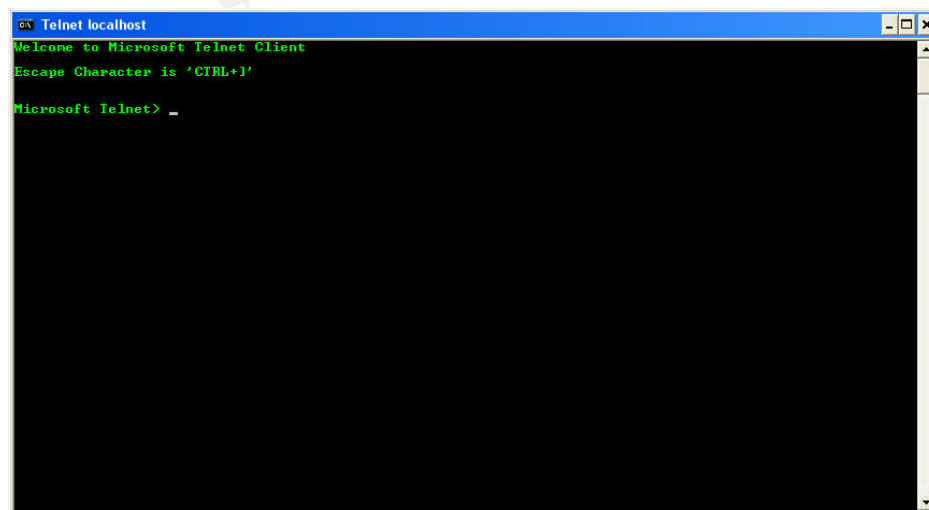 Telnet localhost
Welcome to Microsoft Telnet Client
Escape Character is 'CTRL+]'
Microsoft Telnet> _